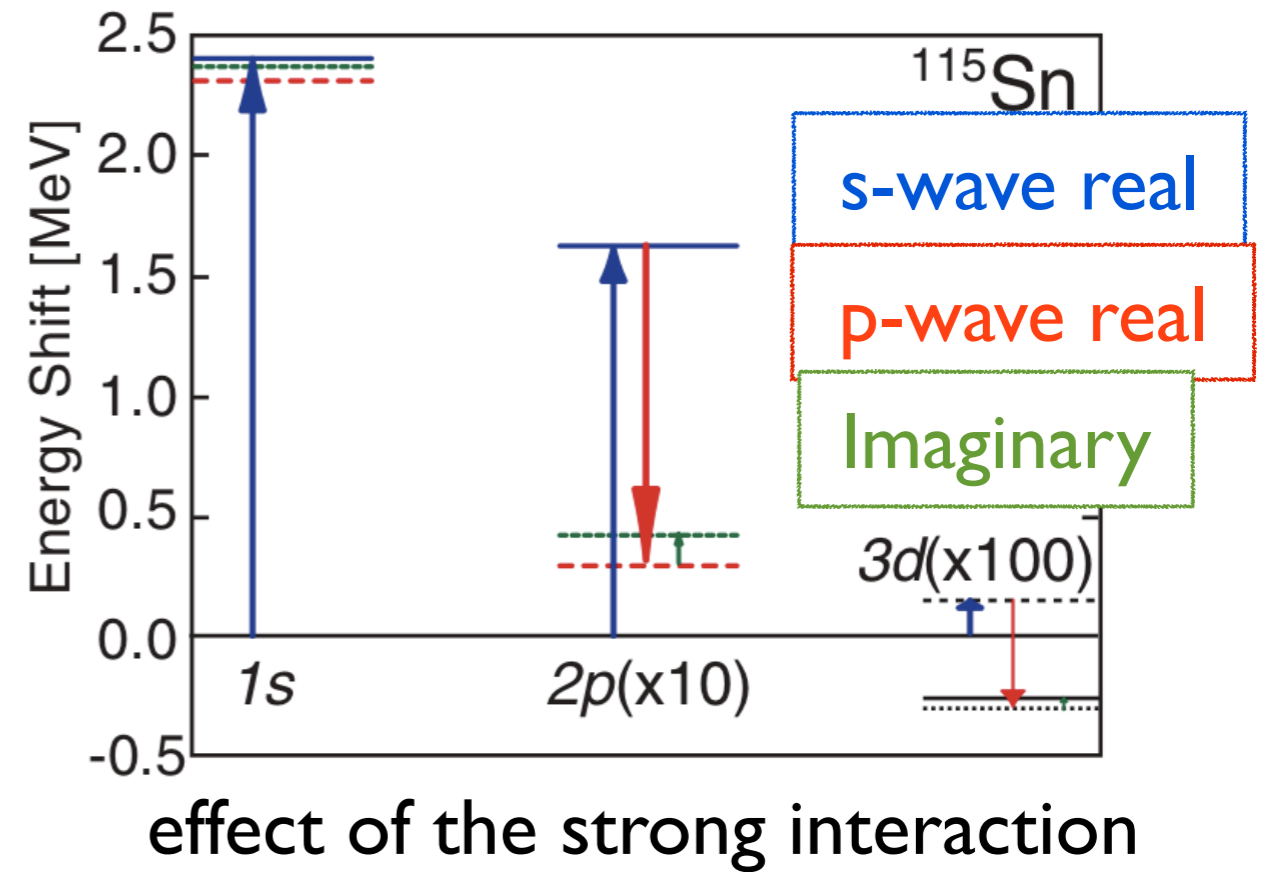 2.5
2.0
1.5
1.0
0.5
0.0
-0.5
Energy Shift [MeV]
¹¹⁵Sn
s-wave real
p-wave real
Imaginary
1s
2p(x10)
3d(x100)
effect of the strong interaction